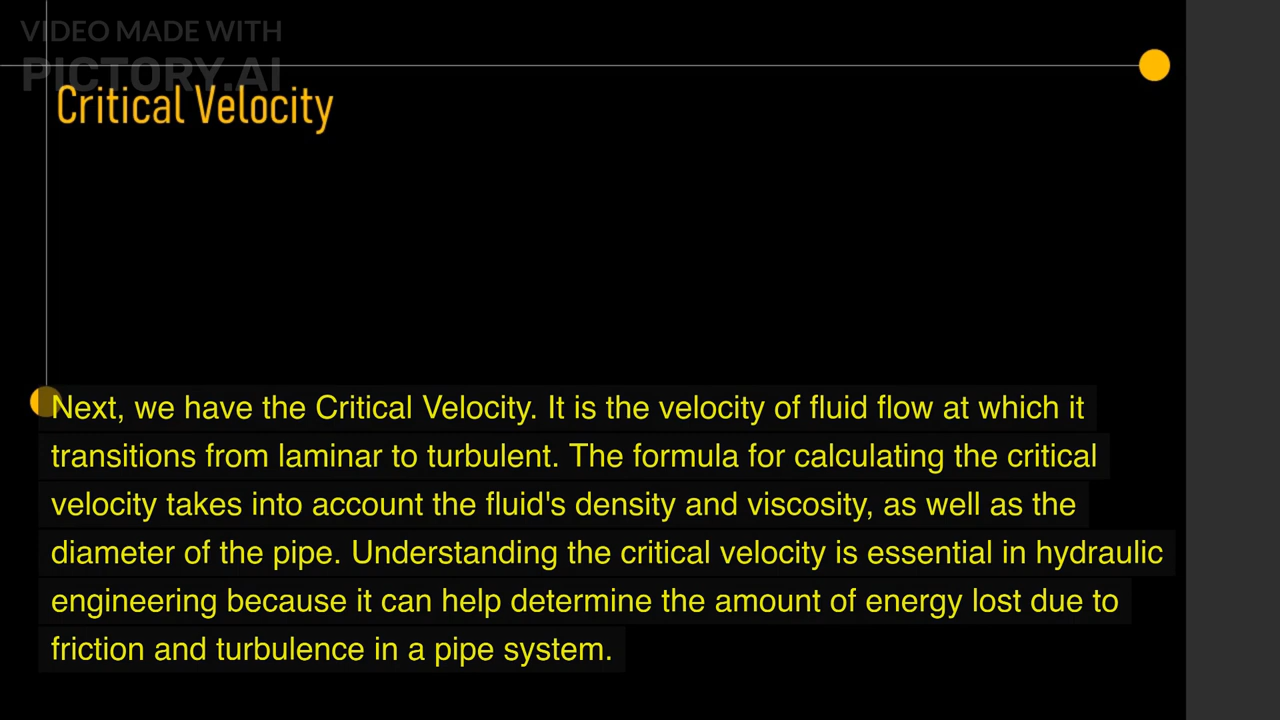 VIDEO MADE WITH
PICTORY.AI
Critical Velocity
Next, we have the Critical Velocity. It is the velocity of fluid flow at which it
transitions from laminar to turbulent. The formula for calculating the critical
velocity takes into account the fluid's density and viscosity, as well as the
diameter of the pipe. Understanding the critical velocity is essential in hydraulic
engineering because it can help determine the amount of energy lost due to
friction and turbulence in a pipe system.